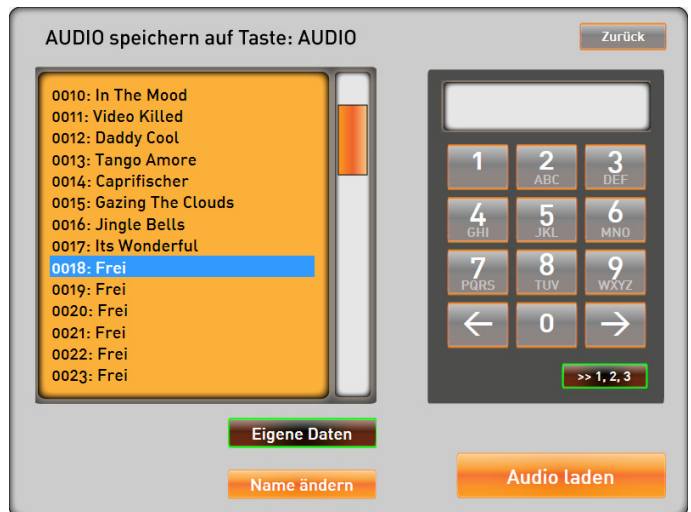 AUDIO speichern auf Taste: AUDIO
Zurück
0010: In The Mood
0011: Video Killed
0012: Daddy Cool
0013: Tango Amore
0014: Caprifischer
0015: Gazing The Clouds
0016: Jingle Bells
0017: Its Wonderful
0018: Frei
0019: Frei
0020: Frei
0021: Frei
0022: Frei
0023: Frei
1 2 3
ABC DEF
4 5 6
GHI JKL MNO
7 8 9
PQRS TUV WXYZ
← 0 →
>> 1, 2, 3
Eigene Daten
Name ändern
Audio laden